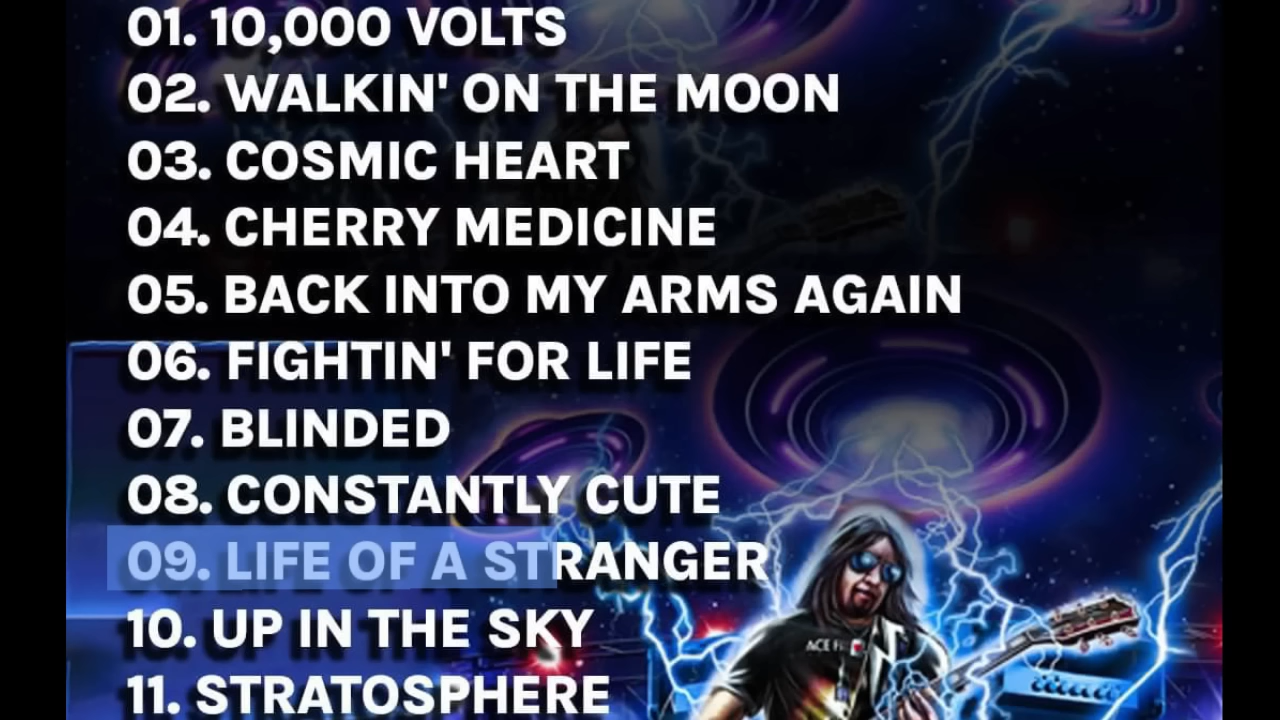 01. 10,000 VOLTS
02. WALKIN' ON THE MOON
03. COSMIC HEART
04. CHERRY MEDICINE
05. BACK INTO MY ARMS AGAIN
06. FIGHTIN' FOR LIFE
07. BLINDED
08. CONSTANTLY CUTE
09. LIFE OF A STRANGER
10. UP IN THE SKY
11. STRATOSPHERE
ACE